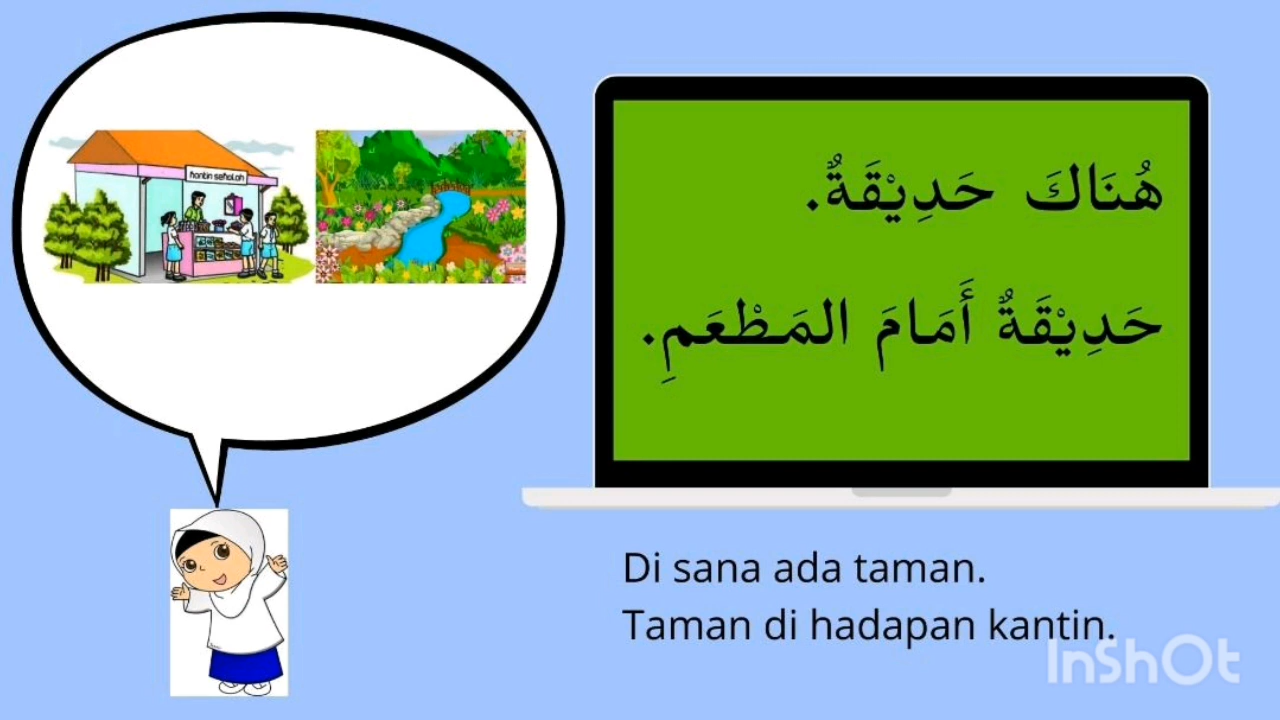 Kantin sekolah
هُنَاكَ حَدِيْقَةٌ.
حَدِيْقَةٌ أَمَامَ المَطْعَمِ.
Di sana ada taman.
Taman di hadapan kantin.
InShOt